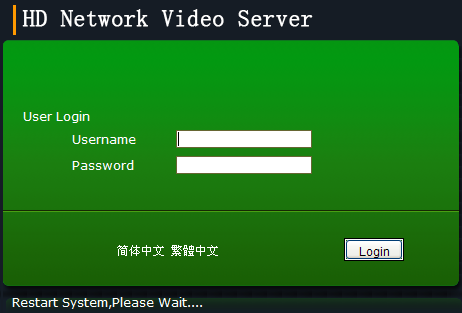 HD Network Video Server
User Login
Username
Password
简体中文 繁體中文
Login
Restart System,Please Wait....